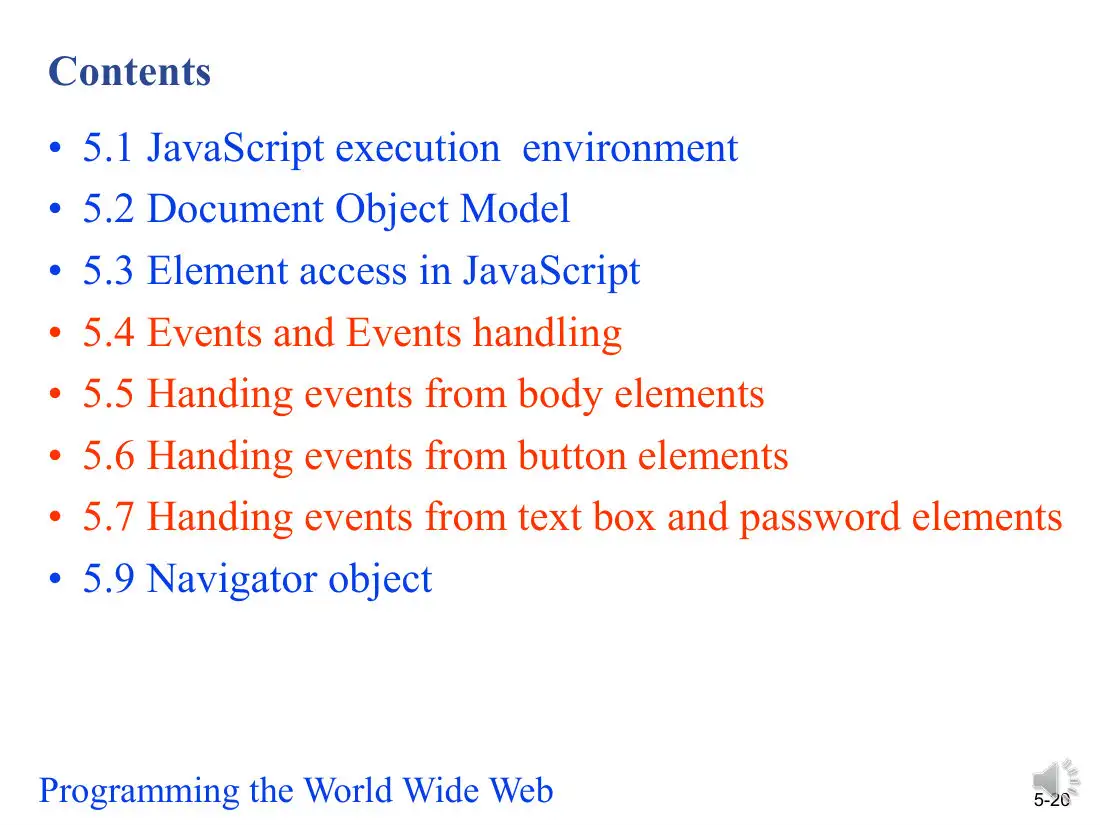 Contents
• 5.1 JavaScript execution  environment
• 5.2 Document Object Model
• 5.3 Element access in JavaScript
• 5.4 Events and Events handling
• 5.5 Handing events from body elements
• 5.6 Handing events from button elements
• 5.7 Handing events from text box and password elements
• 5.9 Navigator object
Programming the World Wide Web
5-20